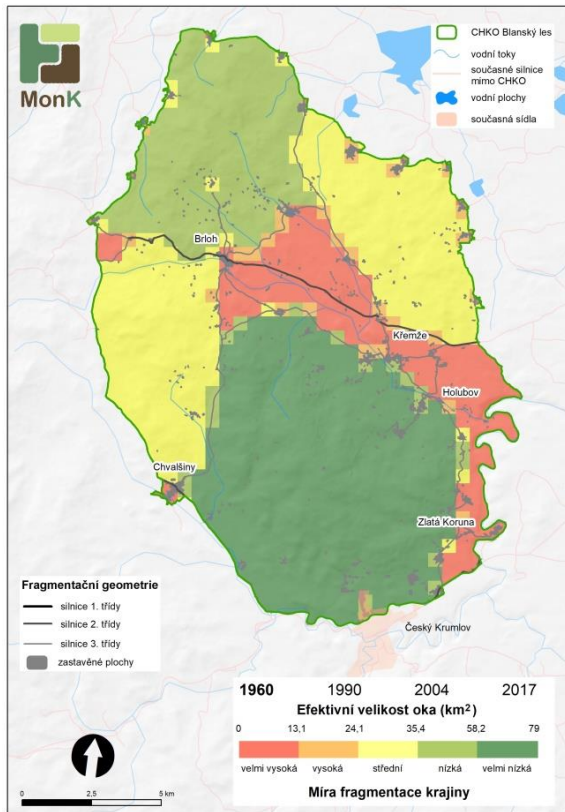 MonK
CHKO Blanský les
vodní toky
současné silnice
mimo CHKO
vodní plochy
současná sídla
Brloh
Křemže
Holubov
Chvalšiny
Zlatá Koruna
Český Krumlov
Fragmentační geometrie
silnice 1. třídy
silnice 2. třídy
silnice 3. třídy
zastavěné plochy
1960 1990 2004 2017
Efektivní velikost oka (km²)
0 13,1 24,1 35,4 58,2 79
velmi vysoká vysoká střední nízká velmi nízká
Míra fragmentace krajiny
0 2,5 5 km